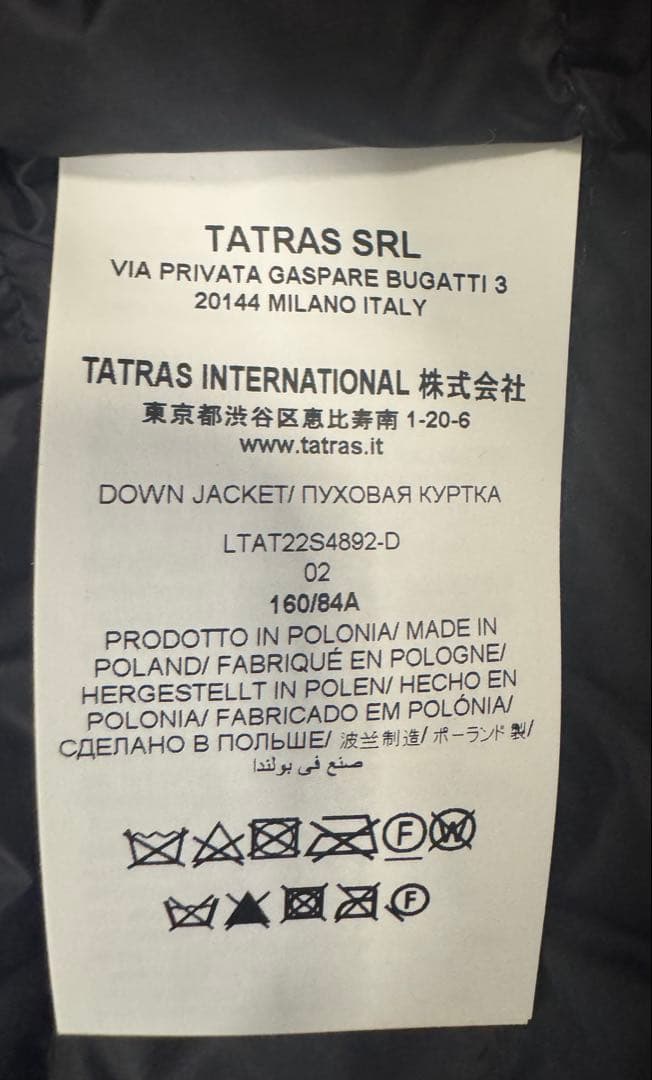 TATRAS SRL
VIA PRIVATA GASPARE BUGATTI 3
20144 MILANO ITALY
TATRAS INTERNATIONAL 株式会社
東京都渋谷区恵比寿南 1-20-6
www.tatras.it
DOWN JACKET/ ПУХОВАЯ КУРТКА
LTAT22S4892-D
02
160/84A
PRODOTTO IN POLONIA/ MADE IN
POLAND/ FABRIQUÉ EN POLOGNE/
HERGESTELLT IN POLEN/ HECHO EN
POLONIA/ FABRICADO EM POLÓNIA/
СДЕЛАНО В ПОЛЬШЕ/ 波兰制造/ ポーランド 製/
صنع في بولندا
F W
F